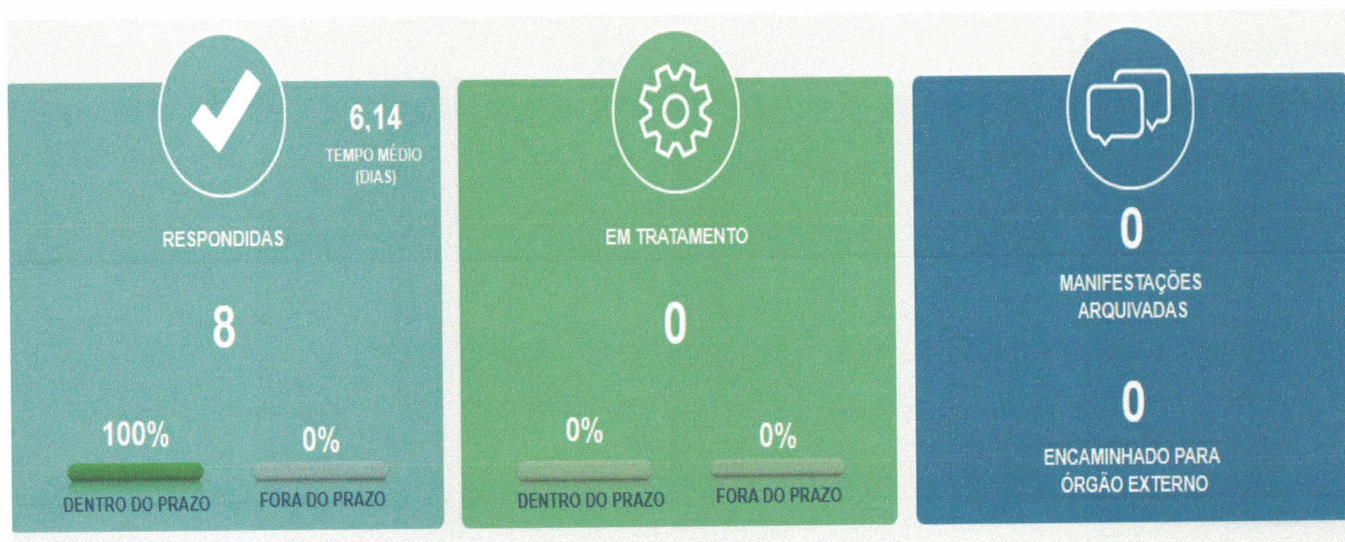 6,14
TEMPO MÉDIO
(DIAS)
RESPONDIDAS
8
100%
0%
DENTRO DO PRAZO
FORA DO PRAZO
EM TRATAMENTO
0
0%
0%
DENTRO DO PRAZO
FORA DO PRAZO
0
MANIFESTAÇÕES
ARQUIVADAS
0
ENCAMINHADO PARA
ÓRGÃO EXTERNO